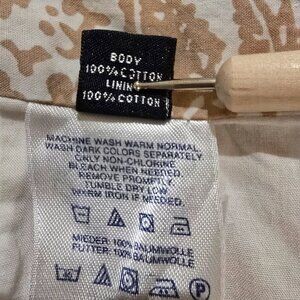 BODY
100% COTTON
LINING
100% COTTON
MACHINE WASH WARM NORMAL
WASH DARK COLORS SEPARATELY
ONLY NON-CHLORINE
BLEACH WHEN NEEDED
REMOVE PROMPTLY.
TUMBLE DRY LOW.
WARM IRON IF NEEDED.
MIEDER: 100% BAUMWOLLE
FUTTER: 100% BAUMWOLLE
P